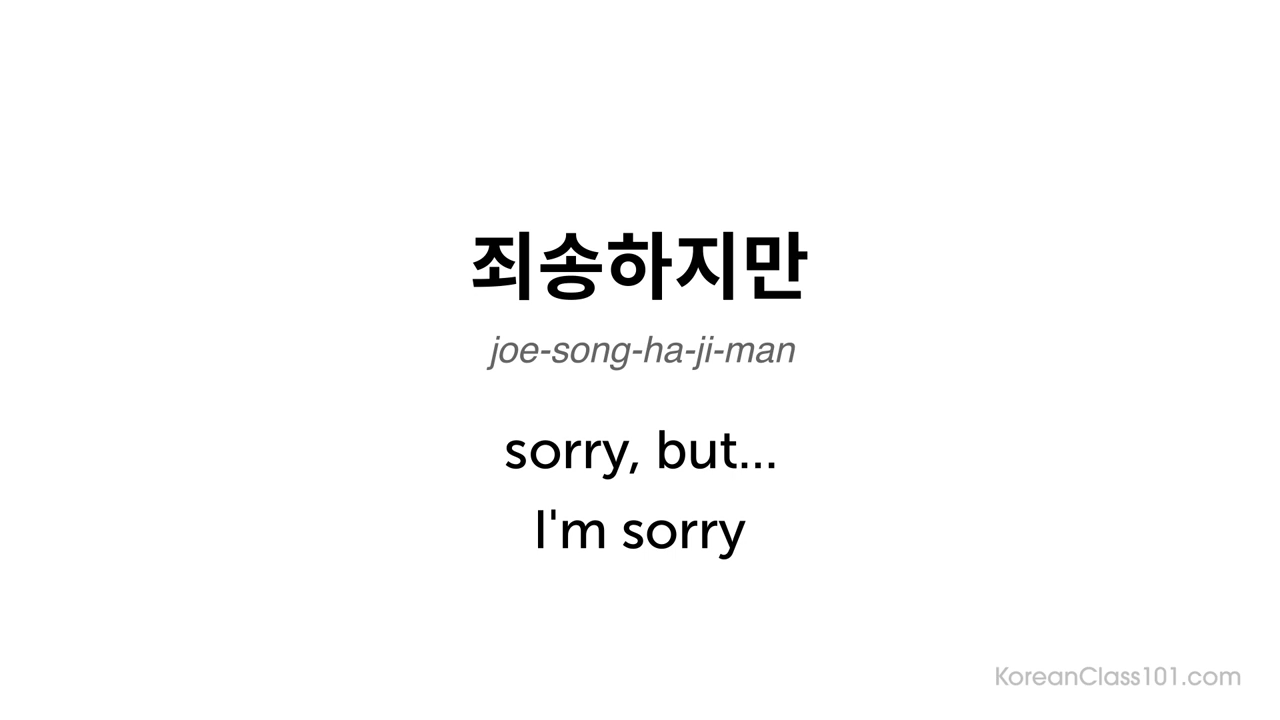 죄송하지만
joe-song-ha-ji-man
sorry, but...
I'm sorry
KoreanClass101.com